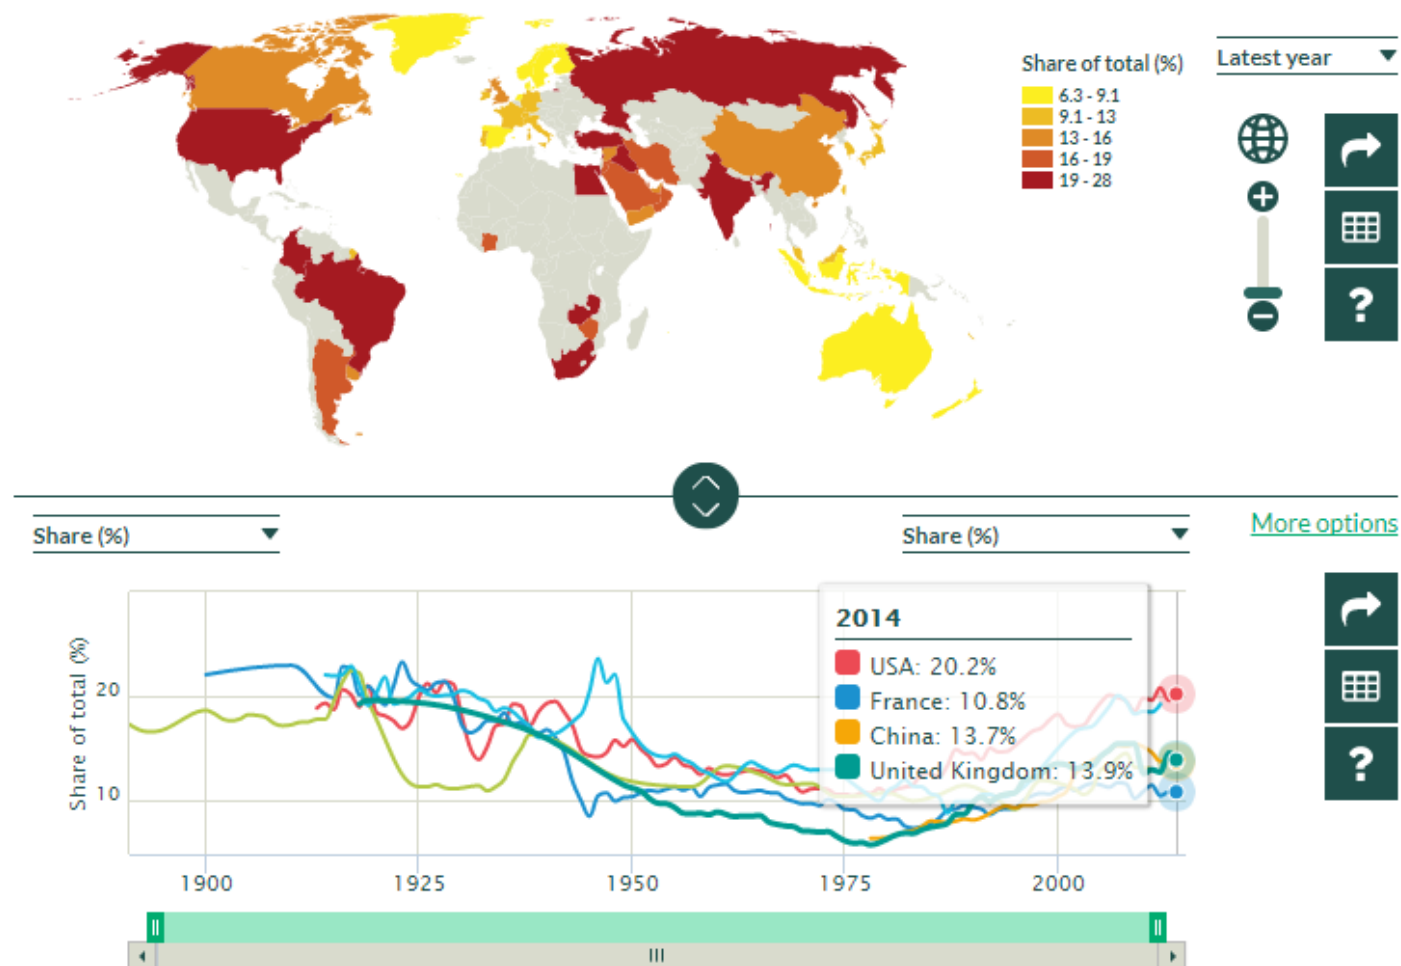 Share of total (%)
6.3 - 9.1
9.1 - 13
13 - 16
16 - 19
19 - 28
Latest year
?
Share (%)
Share (%)
More options
2014
USA: 20.2%
France: 10.8%
China: 13.7%
United Kingdom: 13.9%
Share of total (%)
20
10
?
1900
1925
1950
1975
2000